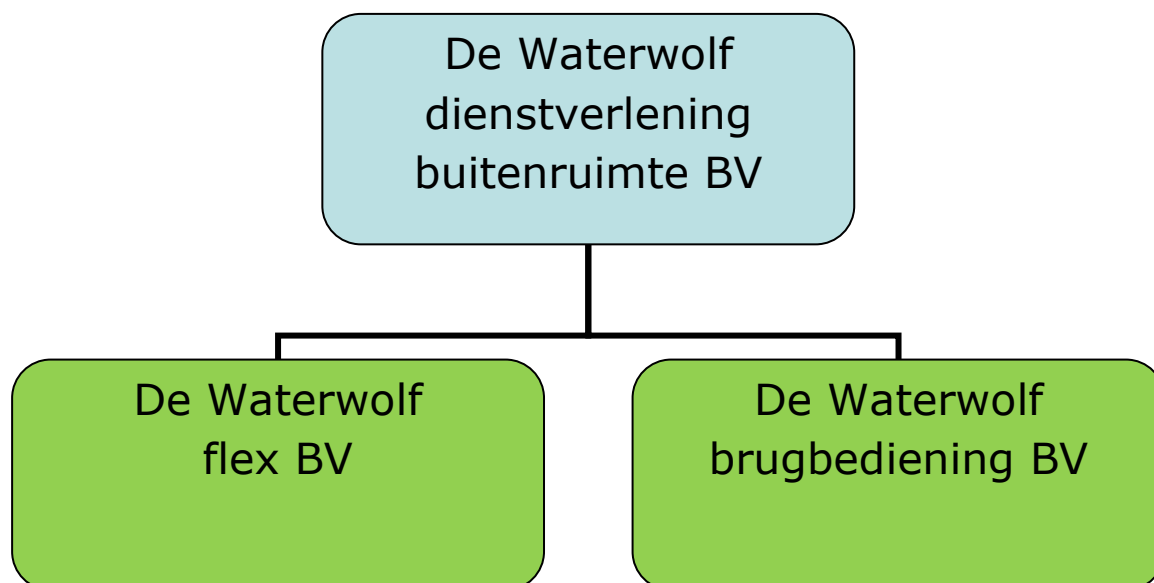 De Waterwolf
dienstverlening
buitenruimte BV
De Waterwolf
flex BV
De Waterwolf
brugbediening BV